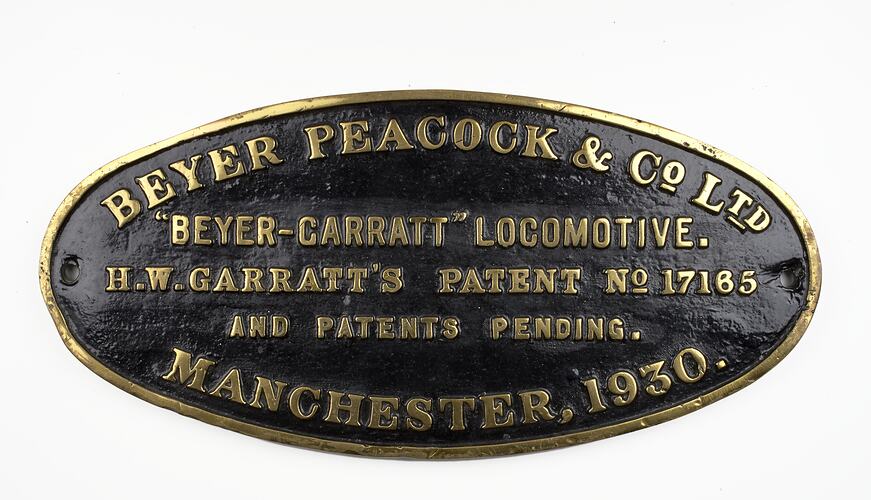 BEYER PEACOCK & Co LTD
"BEYER-GARRATT" LOCOMOTIVE.
H.W. GARRATT'S PATENT No 17165
AND PATENTS PENDING.
MANCHESTER, 1930.